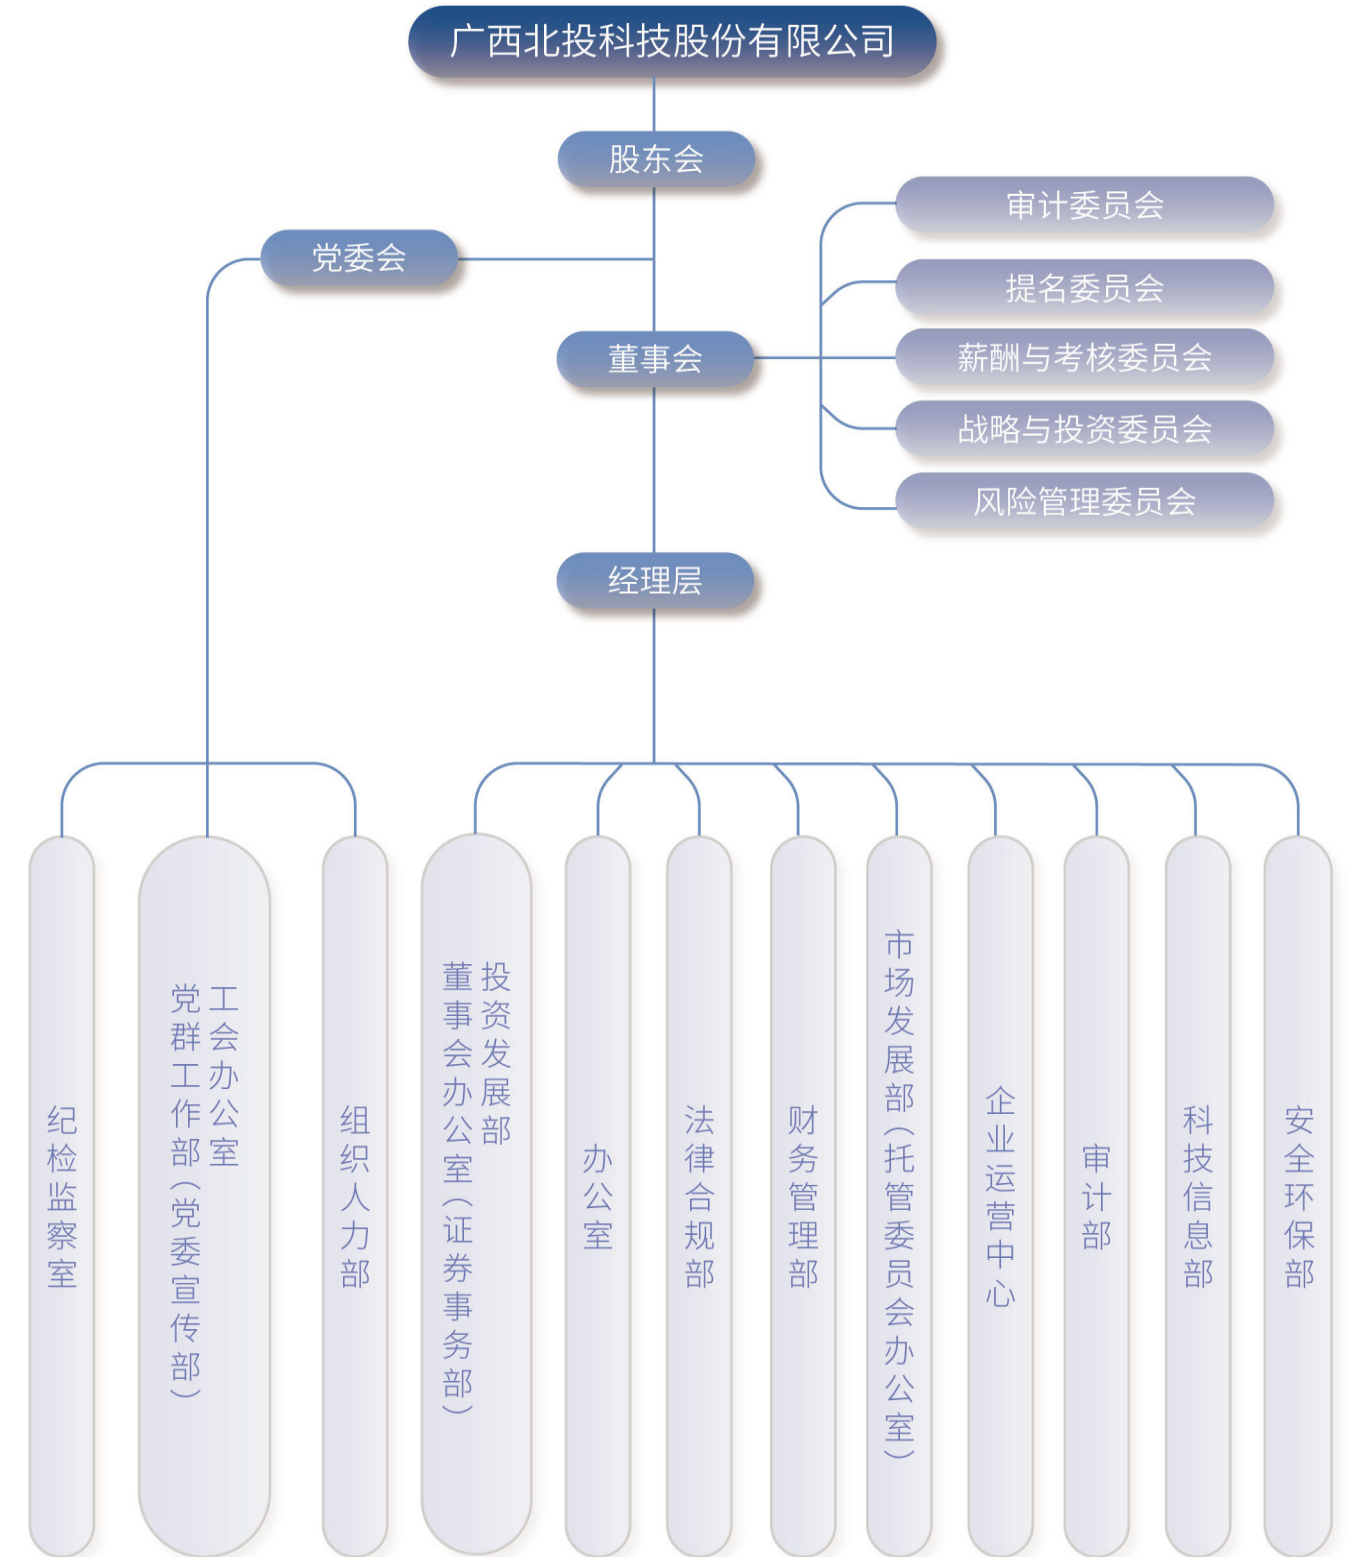 广西北投科技股份有限公司
股东会
党委会
董事会
审计委员会
提名委员会
薪酬与考核委员会
战略与投资委员会
风险管理委员会
经理层
纪检监察室
党群工作部（党委宣传部）
工会办公室
组织人力部
董事会办公室（证券事务部）
投资发展部
办公室
法律合规部
财务管理部
市场发展部（托管委员会办公室）
企业运营中心
审计部
科技信息部
安全环保部